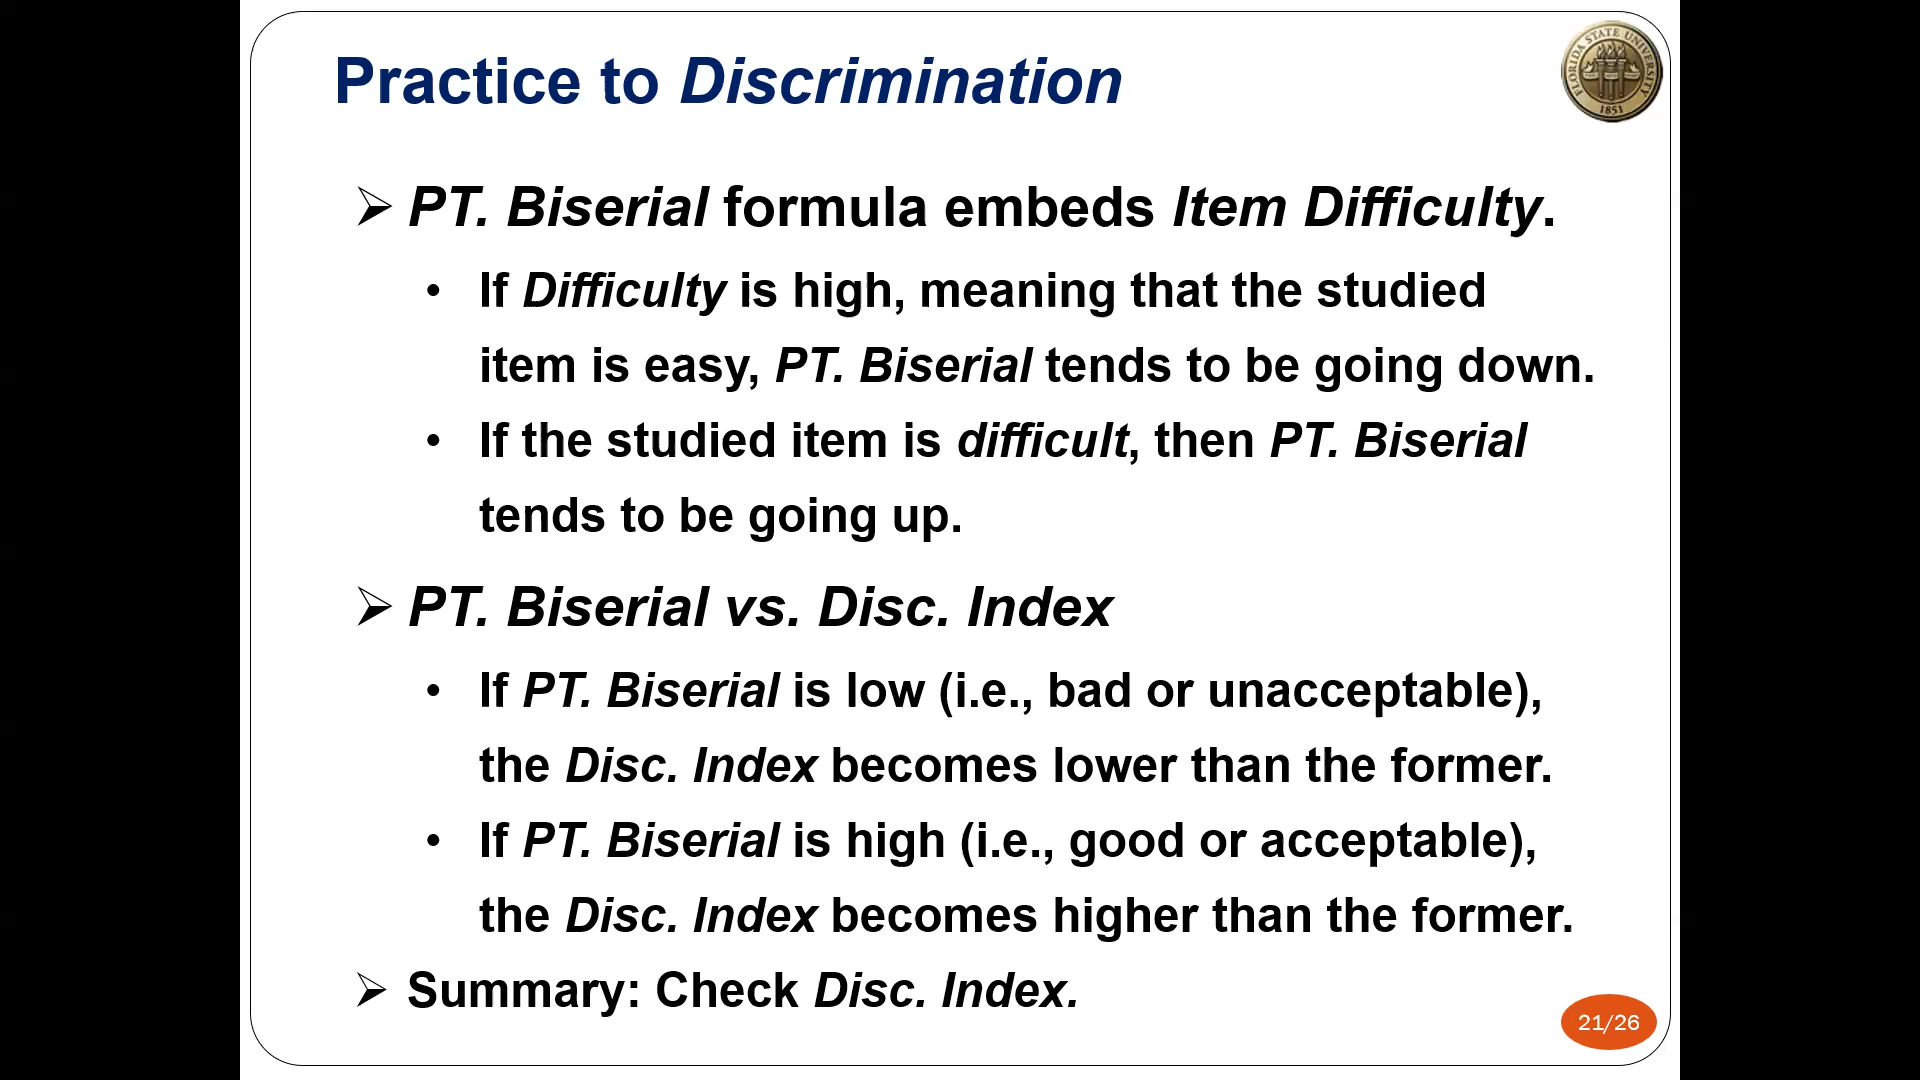 Practice to Discrimination
FLORIDA STATE UNIVERSITY
1851
➢ PT. Biserial formula embeds Item Difficulty.
• If Difficulty is high, meaning that the studied
item is easy, PT. Biserial tends to be going down.
• If the studied item is difficult, then PT. Biserial
tends to be going up.
➢ PT. Biserial vs. Disc. Index
• If PT. Biserial is low (i.e., bad or unacceptable),
the Disc. Index becomes lower than the former.
• If PT. Biserial is high (i.e., good or acceptable),
the Disc. Index becomes higher than the former.
➢ Summary: Check Disc. Index.
21/26